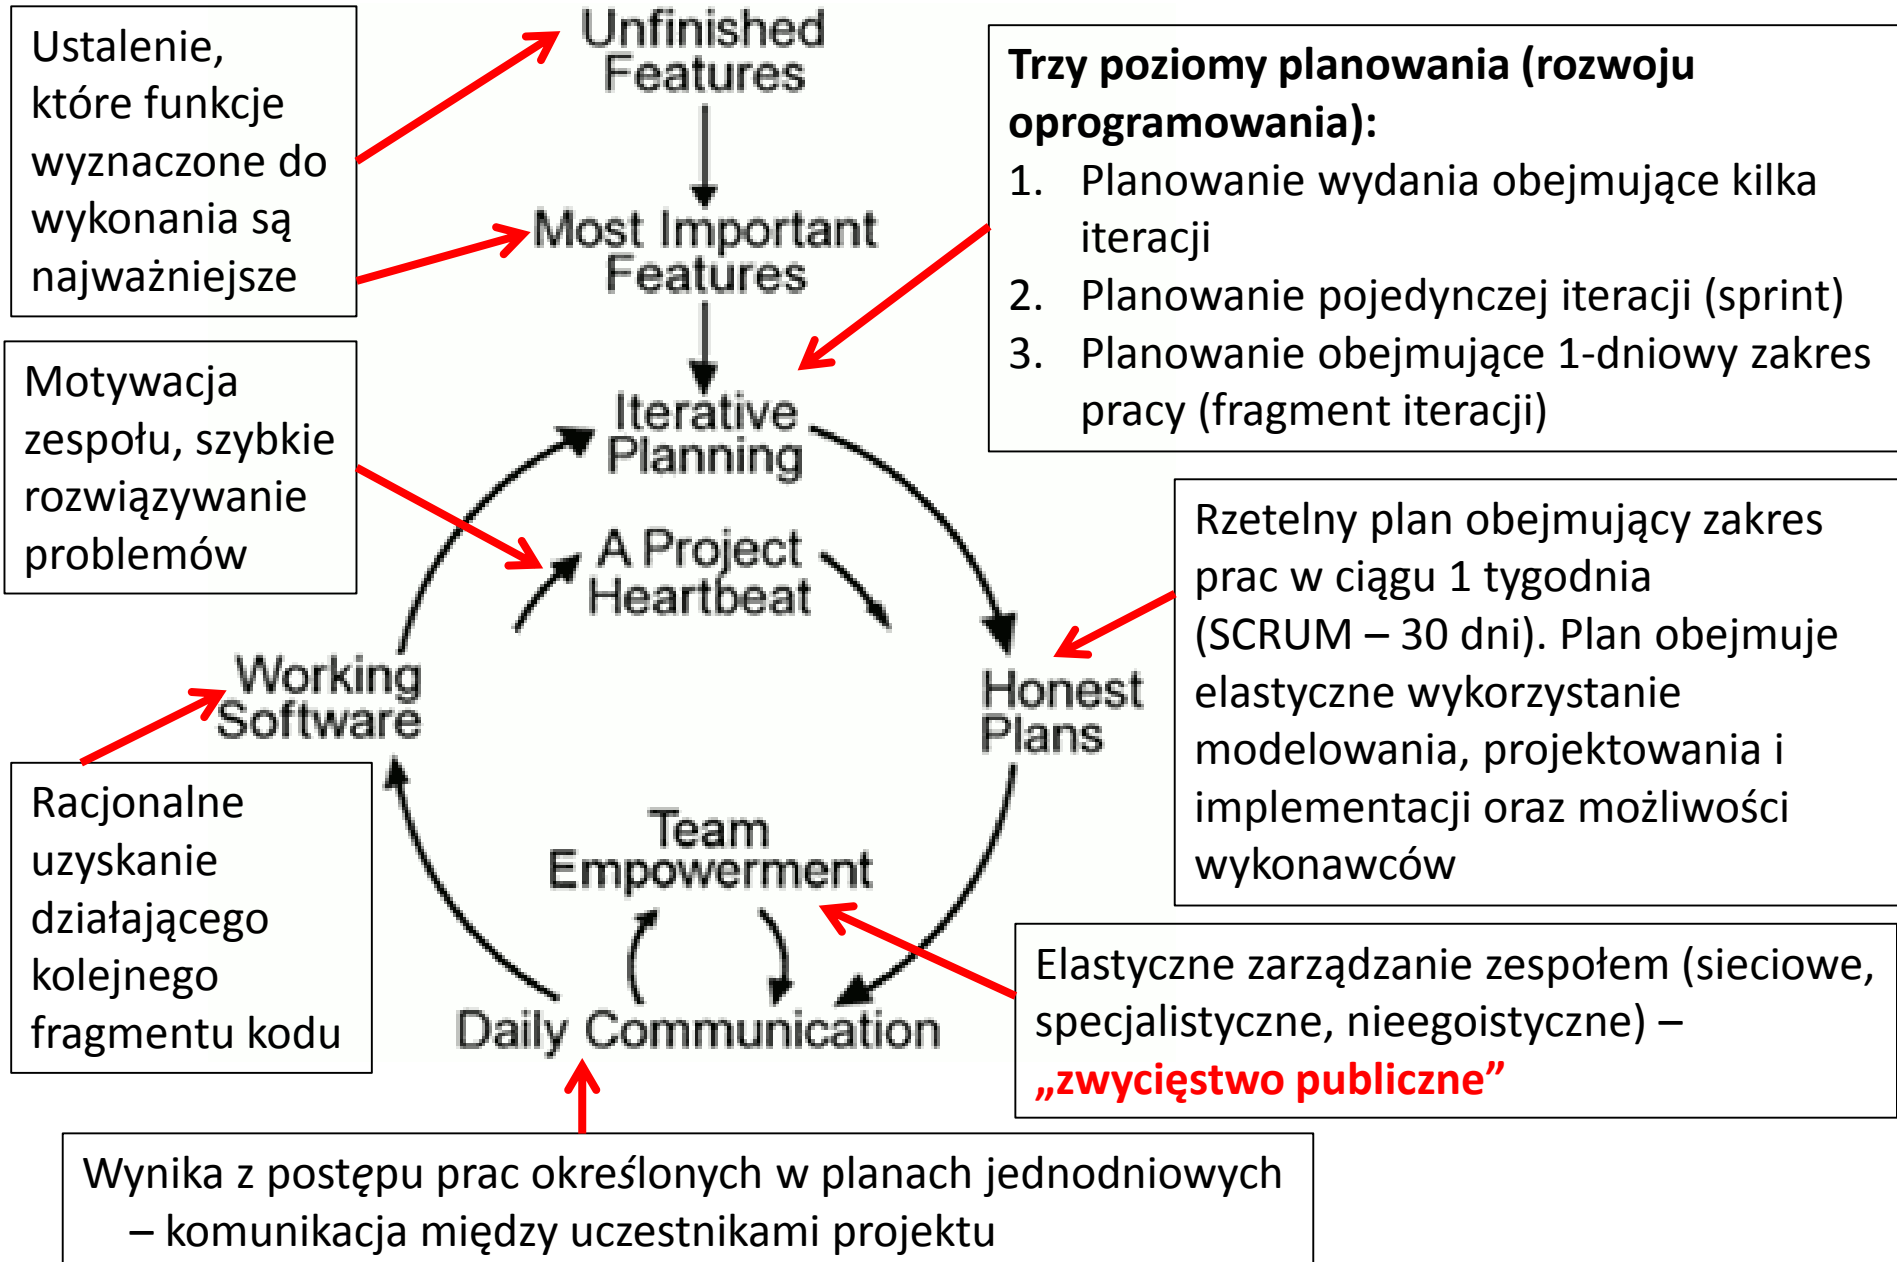 Ustalenie,
które funkcje
wyznaczone do
wykonania są
najważniejsze
Unfinished
Features
Most Important
Features
Trzy poziomy planowania (rozwoju
oprogramowania):
1. Planowanie wydania obejmujące kilka
iteracji
2. Planowanie pojedynczej iteracji (sprint)
3. Planowanie obejmujące 1-dniowy zakres
pracy (fragment iteracji)
Motywacja
zespołu, szybkie
rozwiązywanie
problemów
Iterative
Planning
A Project
Heartbeat
Rzetelny plan obejmujący zakres
prac w ciągu 1 tygodnia
(SCRUM – 30 dni). Plan obejmuje
elastyczne wykorzystanie
modelowania, projektowania i
implementacji oraz możliwości
wykonawców
Working
Software
Honest
Plans
Racjonalne
uzyskanie
działającego
kolejnego
fragmentu kodu
Team
Empowerment
Daily Communication
Elastyczne zarządzanie zespołem (sieciowe,
specjalistyczne, nieegoistyczne) –
„zwycięstwo publiczne”
Wynika z postępu prac określonych w planach jednodniowych
– komunikacja między uczestnikami projektu